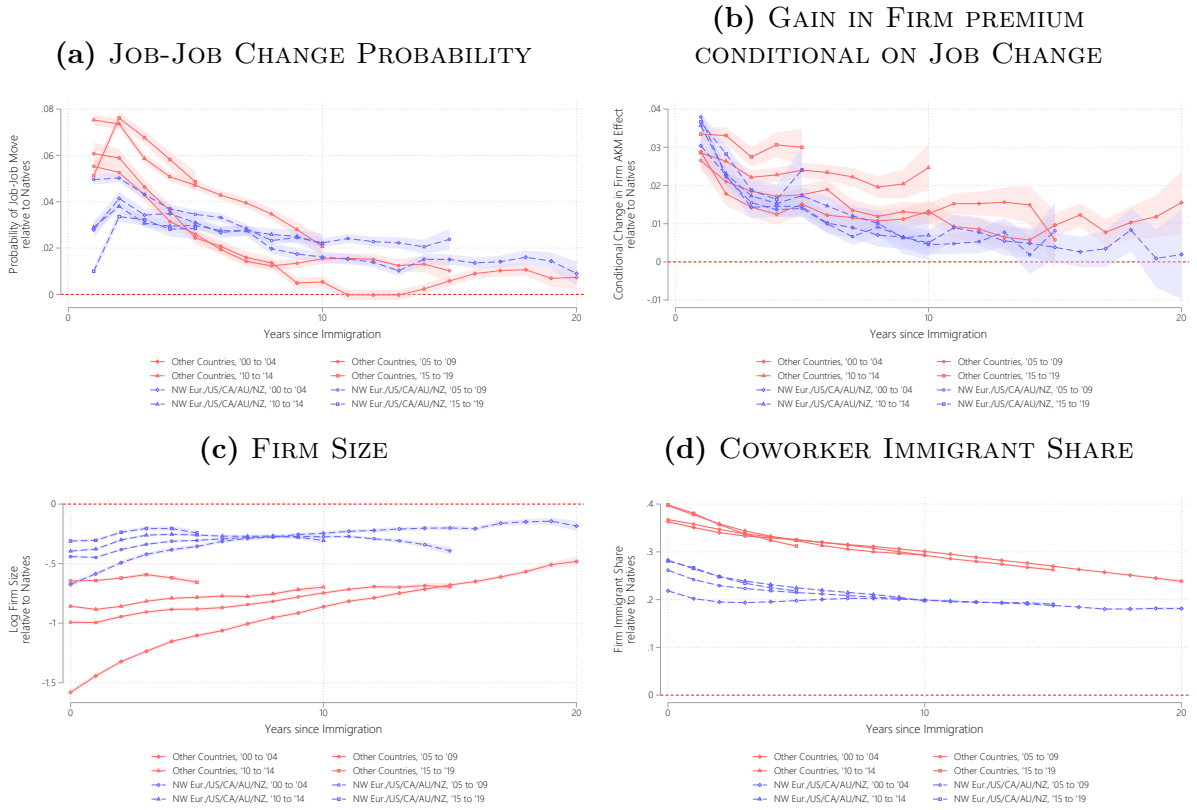 (a) Job-Job Change Probability
Probability of Job-Job Move
relative to Natives
.08
.06
.04
.02
0
0
10
20
Years since Immigration
Other Countries, '00 to '04
Other Countries, '05 to '09
Other Countries, '10 to '14
Other Countries, '15 to '19
NW Eur./US/CA/AU/NZ, '00 to '04
NW Eur./US/CA/AU/NZ, '05 to '09
NW Eur./US/CA/AU/NZ, '10 to '14
NW Eur./US/CA/AU/NZ, '15 to '19
(b) Gain in Firm premium
conditional on Job Change
Conditional Change in Firm AKM Effect
relative to Natives
.04
.03
.02
.01
0
-.01
0
10
20
Years since Immigration
Other Countries, '00 to '04
Other Countries, '05 to '09
Other Countries, '10 to '14
Other Countries, '15 to '19
NW Eur./US/CA/AU/NZ, '00 to '04
NW Eur./US/CA/AU/NZ, '05 to '09
NW Eur./US/CA/AU/NZ, '10 to '14
NW Eur./US/CA/AU/NZ, '15 to '19
(c) Firm Size
Log Firm Size
relative to Natives
0
-.5
-1
-1.5
0
10
20
Years since Immigration
Other Countries, '00 to '04
Other Countries, '05 to '09
Other Countries, '10 to '14
Other Countries, '15 to '19
NW Eur./US/CA/AU/NZ, '00 to '04
NW Eur./US/CA/AU/NZ, '05 to '09
NW Eur./US/CA/AU/NZ, '10 to '14
NW Eur./US/CA/AU/NZ, '15 to '19
(d) Coworker Immigrant Share
Firm Immigrant Share
relative to Natives
.4
.3
.2
.1
0
0
10
20
Years since Immigration
Other Countries, '00 to '04
Other Countries, '05 to '09
Other Countries, '10 to '14
Other Countries, '15 to '19
NW Eur./US/CA/AU/NZ, '00 to '04
NW Eur./US/CA/AU/NZ, '05 to '09
NW Eur./US/CA/AU/NZ, '10 to '14
NW Eur./US/CA/AU/NZ, '15 to '19